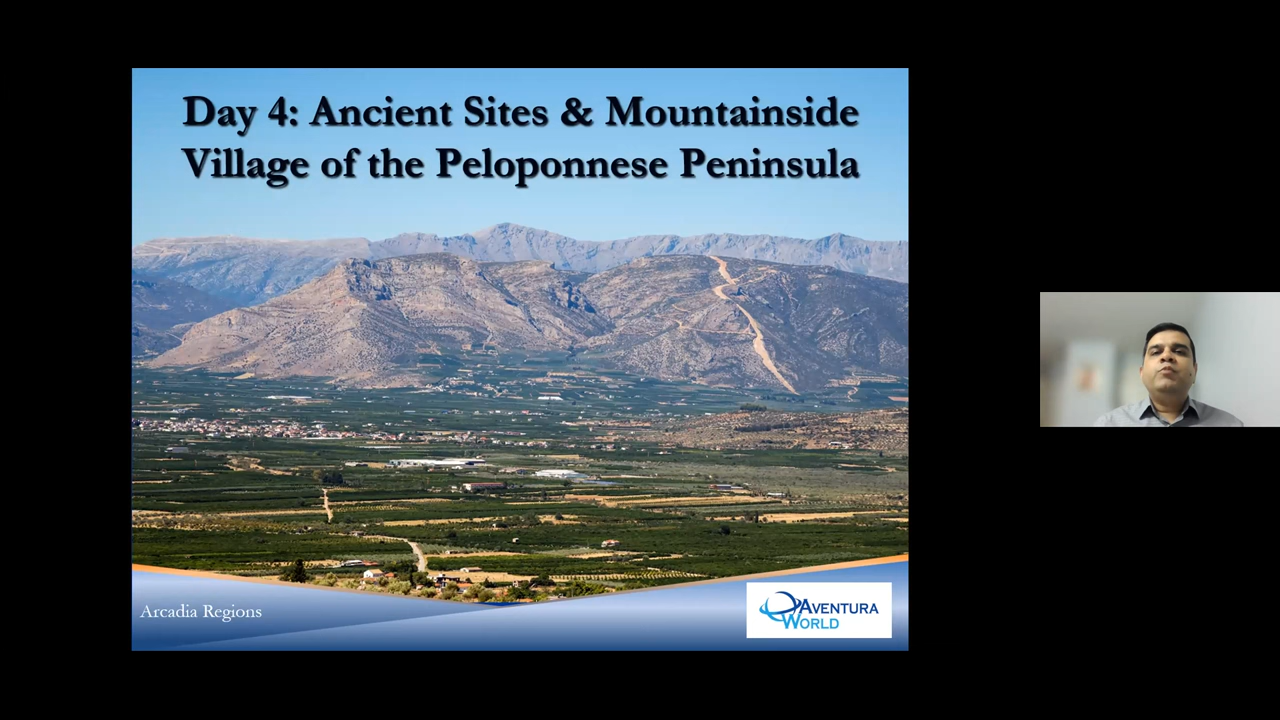 Day 4: Ancient Sites & Mountainside
Village of the Peloponnese Peninsula
Arcadia Regions
AVENTURA
WORLD